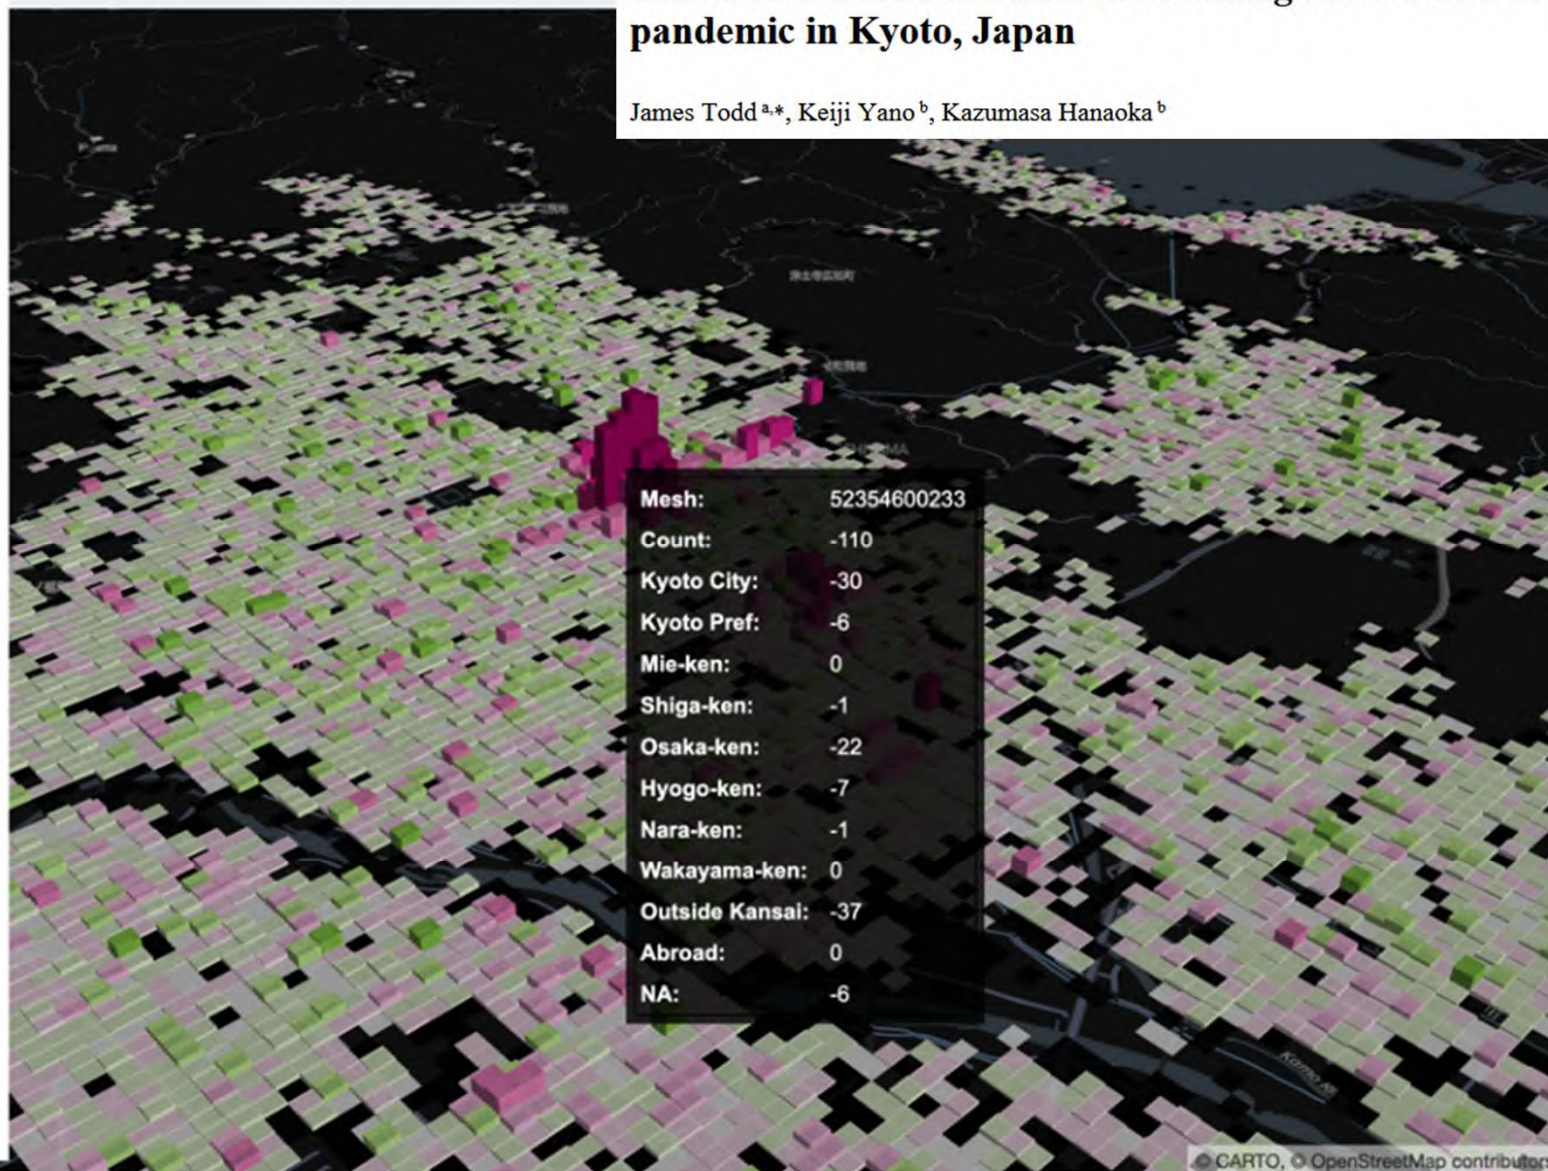 pandemic in Kyoto, Japan
James Todd a,*, Keiji Yano b, Kazumasa Hanaoka b
Mesh: 52354600233
Count: -110
Kyoto City: -30
Kyoto Pref: -6
Mie-ken: 0
Shiga-ken: -1
Osaka-ken: -22
Hyogo-ken: -7
Nara-ken: -1
Wakayama-ken: 0
Outside Kansai: -37
Abroad: 0
NA: -6
© CARTO, © OpenStreetMap contributors